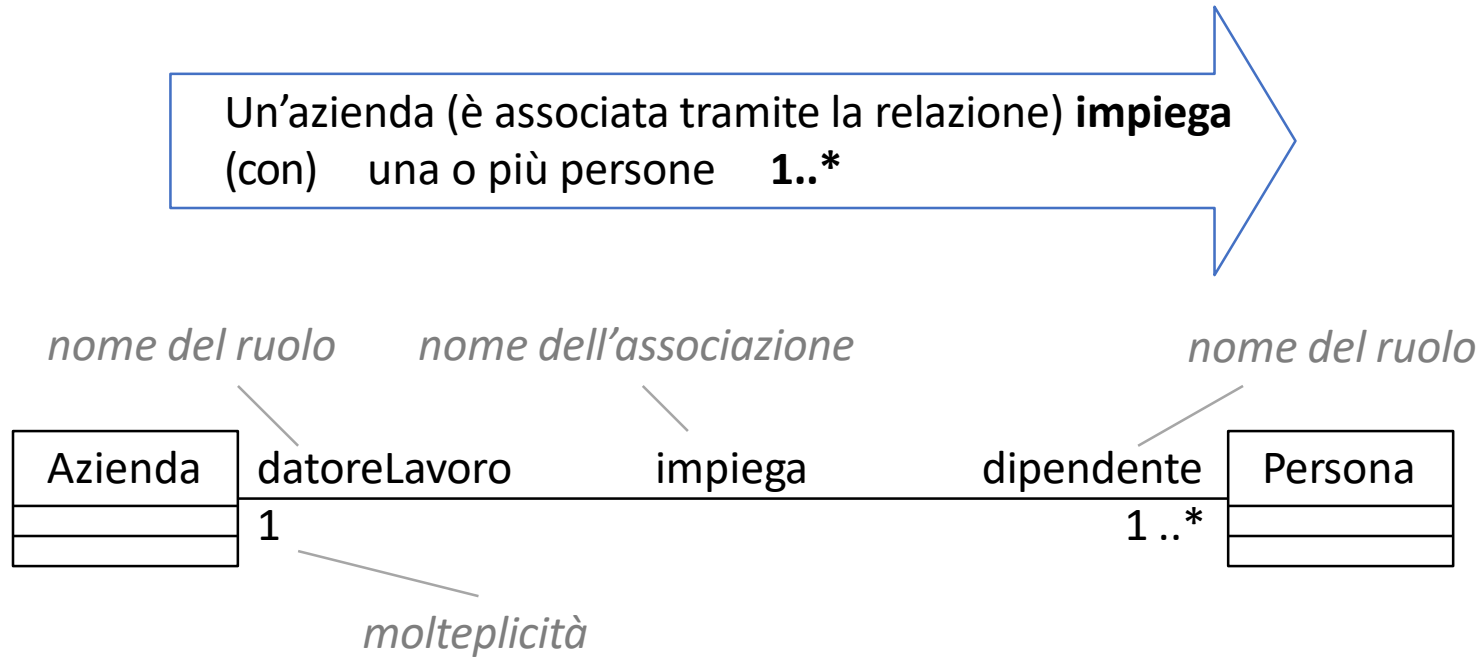 Un’azienda (è associata tramite la relazione) impiega
(con) una o più persone 1..*
nome del ruolo nome dell’associazione nome del ruolo
Azienda datoreLavoro impiega dipendente Persona
1 1 ..*
molteplicità